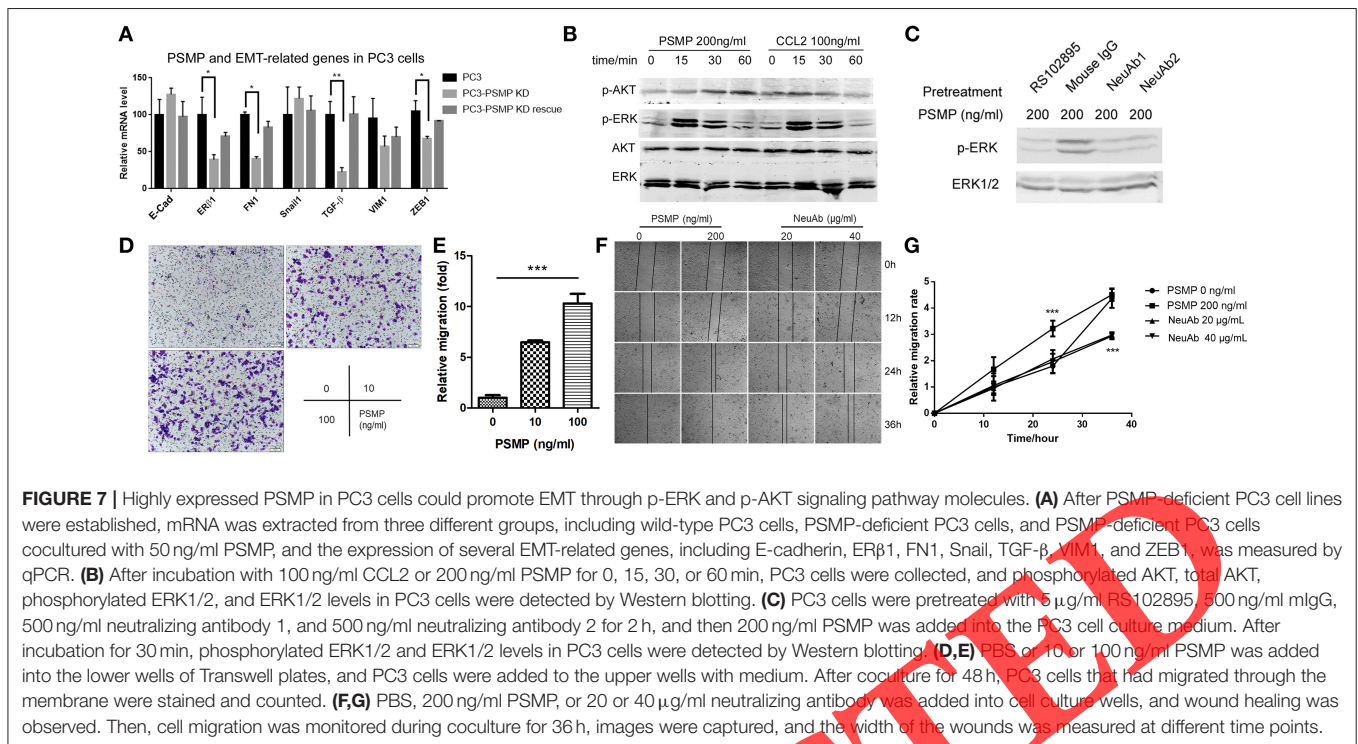 A
PSMP and EMT-related genes in PC3 cells
Relative mRNA level
150
100
50
0
* * ** *
PC3
PC3-PSMP KD
PC3-PSMP KD rescue
E-Cad ERβ1 FN1 Snail1 TGF-β VIM1 ZEB1
B
PSMP 200ng/ml CCL2 100ng/ml
time/min 0 15 30 60 0 15 30 60
p-AKT
p-ERK
AKT
ERK
C
RS102895 Mouse IgG NeuAb1 NeuAb2
Pretreatment
PSMP (ng/ml) 200 200 200 200
p-ERK
ERK1/2
D
0 10
100 PSMP
(ng/ml)
E
Relative migration (fold)
15
10
5
0
***
0 10 100
PSMP (ng/ml)
F
PSMP (ng/ml) NeuAb (μg/ml)
0 200 20 40
0h
12h
24h
36h
G
Relative migration rate
5
4
3
2
1
0
***
***
0 10 20 30 40
Time/hour
PSMP 0 ng/ml
PSMP 200 ng/ml
NeuAb 20 μg/mL
NeuAb 40 μg/mL
FIGURE 7 | Highly expressed PSMP in PC3 cells could promote EMT through p-ERK and p-AKT signaling pathway molecules. (A) After PSMP-deficient PC3 cell lines
were established, mRNA was extracted from three different groups, including wild-type PC3 cells, PSMP-deficient PC3 cells, and PSMP-deficient PC3 cells
cocultured with 50 ng/ml PSMP, and the expression of several EMT-related genes, including E-cadherin, ERβ1, FN1, Snail, TGF-β, VIM1, and ZEB1, was measured by
qPCR. (B) After incubation with 100 ng/ml CCL2 or 200 ng/ml PSMP for 0, 15, 30, or 60 min, PC3 cells were collected, and phosphorylated AKT, total AKT,
phosphorylated ERK1/2, and ERK1/2 levels in PC3 cells were detected by Western blotting. (C) PC3 cells were pretreated with 5 μg/ml RS102895, 500 ng/ml mIgG,
500 ng/ml neutralizing antibody 1, and 500 ng/ml neutralizing antibody 2 for 2 h, and then 200 ng/ml PSMP was added into the PC3 cell culture medium. After
incubation for 30 min, phosphorylated ERK1/2 and ERK1/2 levels in PC3 cells were detected by Western blotting. (D,E) PBS or 10 or 100 ng/ml PSMP was added
into the lower wells of Transwell plates, and PC3 cells were added to the upper wells with medium. After coculture for 48 h, PC3 cells that had migrated through the
membrane were stained and counted. (F,G) PBS, 200 ng/ml PSMP, or 20 or 40 μg/ml neutralizing antibody was added into cell culture wells, and wound healing was
observed. Then, cell migration was monitored during coculture for 36 h, images were captured, and the width of the wounds was measured at different time points.
TED